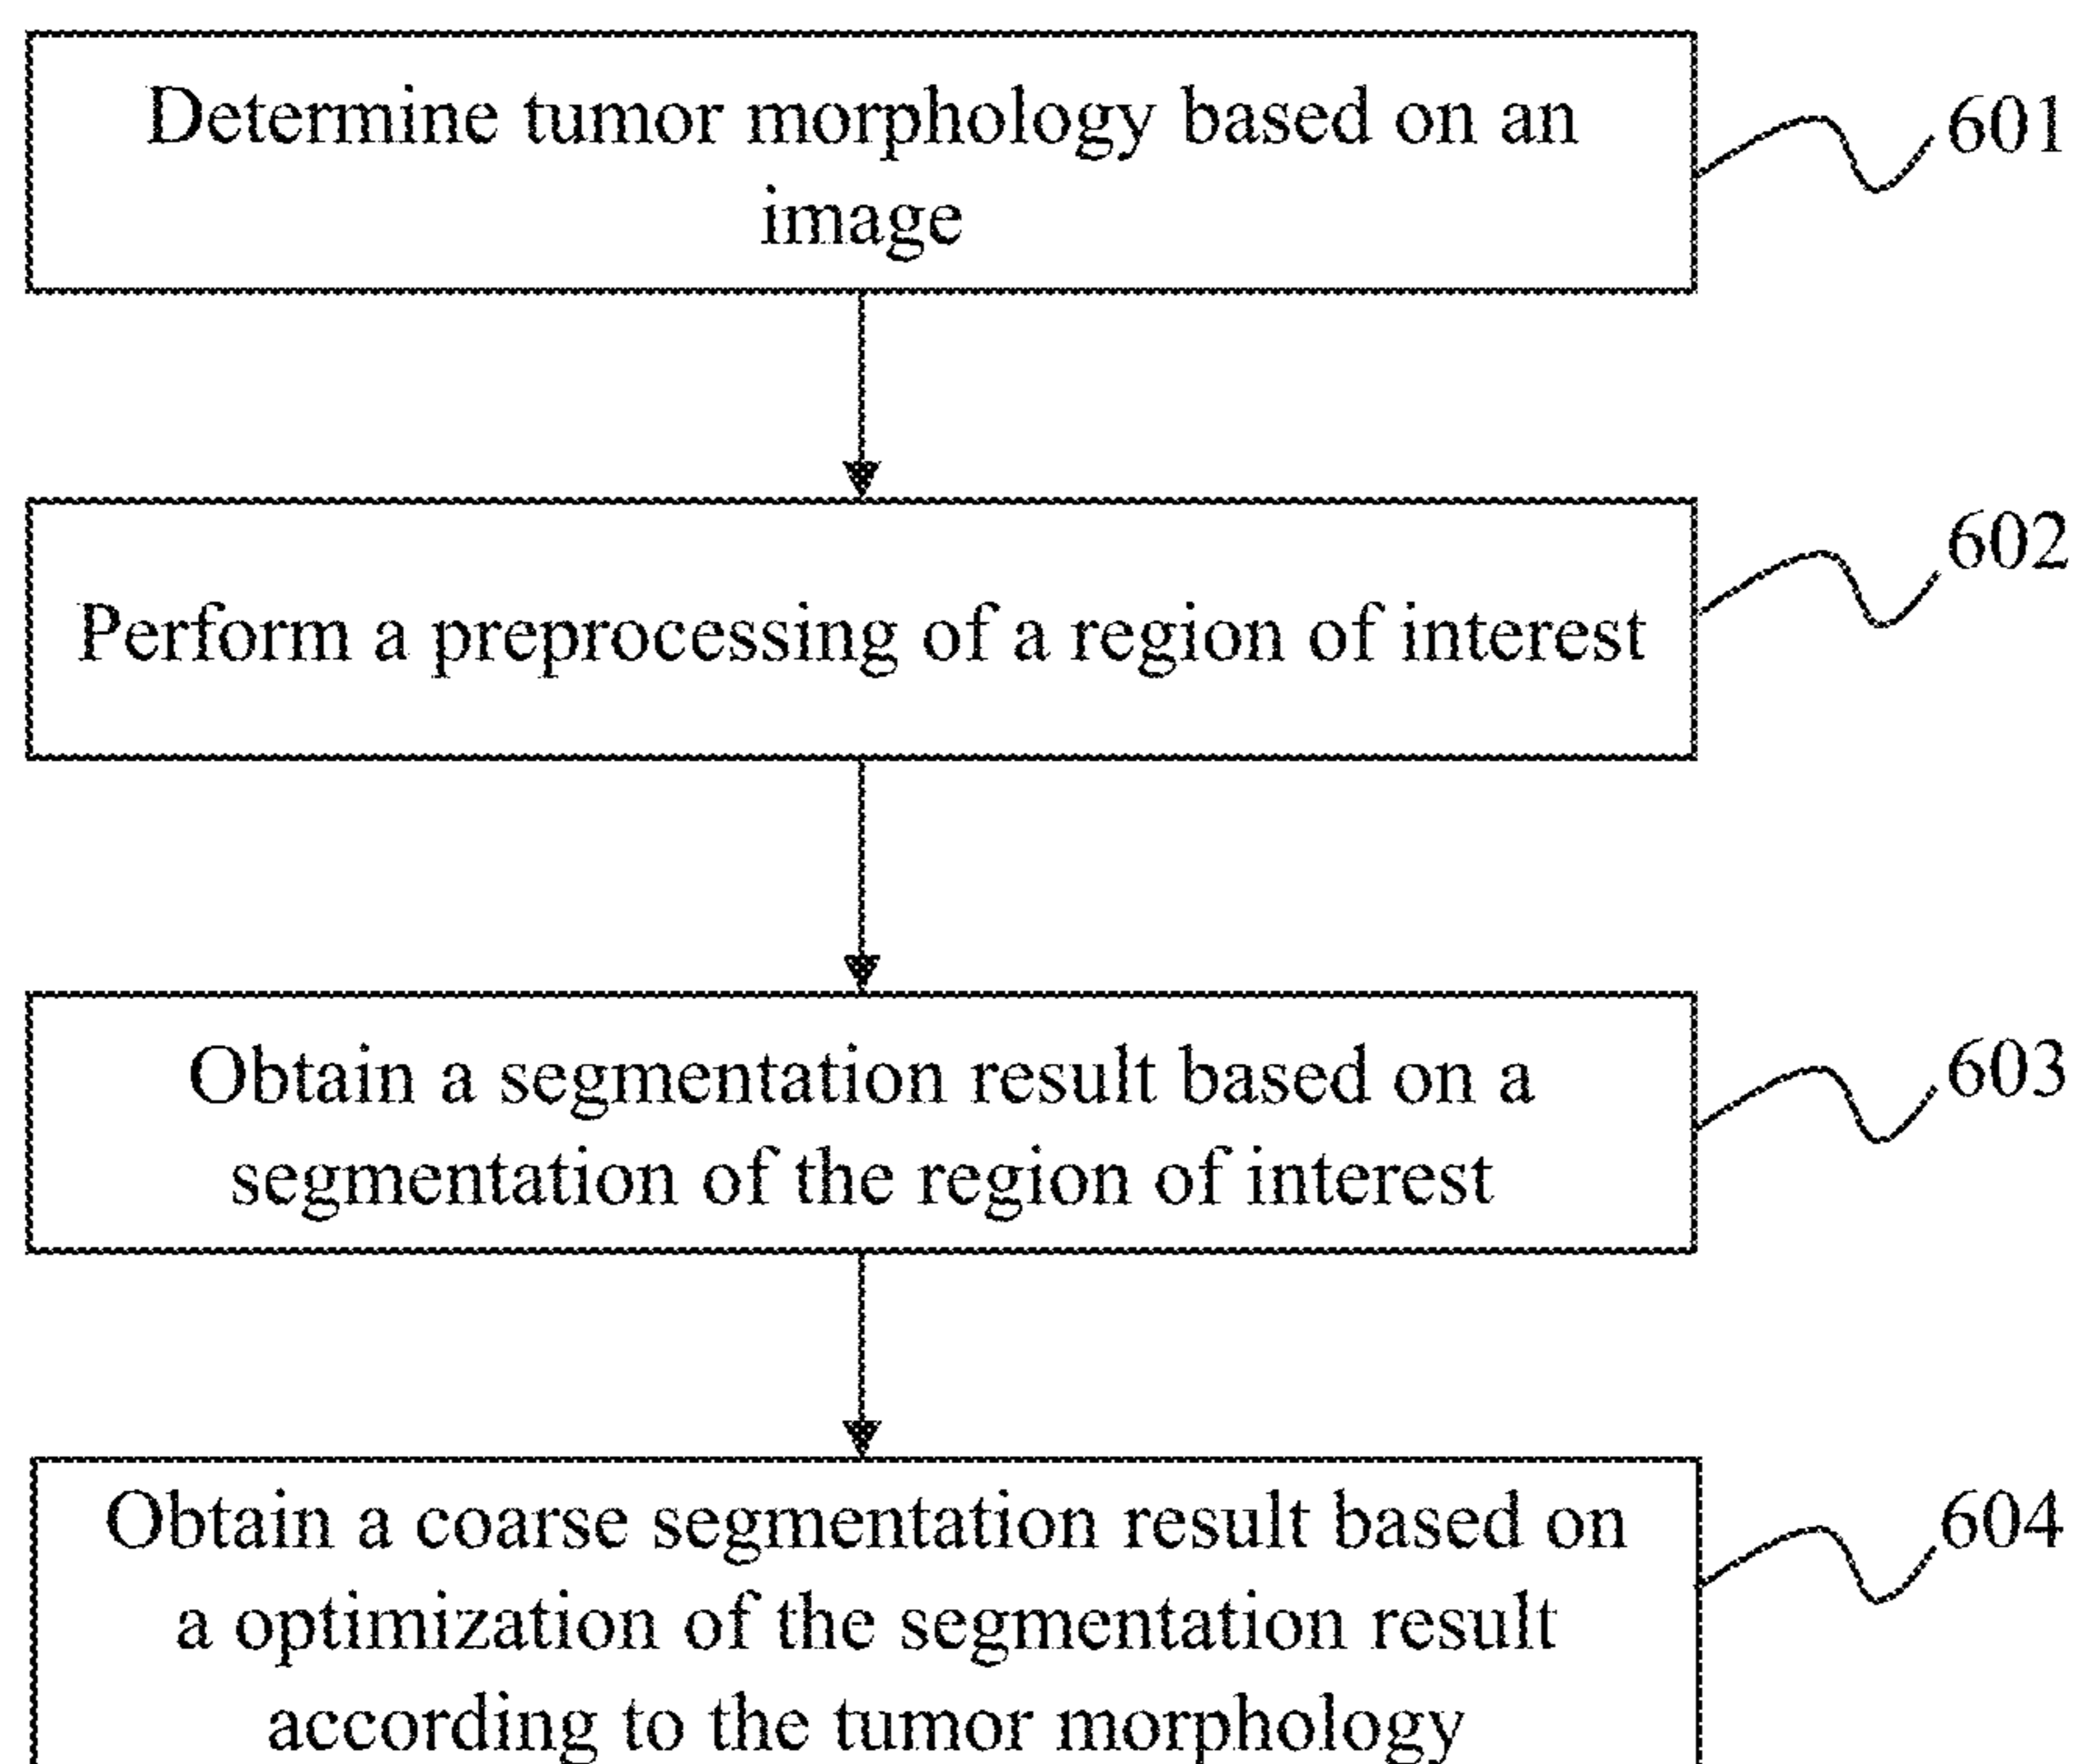 Determine tumor morphology based on an
image
601
Perform a preprocessing of a region of interest
602
Obtain a segmentation result based on a
segmentation of the region of interest
603
Obtain a coarse segmentation result based on
a optimization of the segmentation result
according to the tumor morphology
604